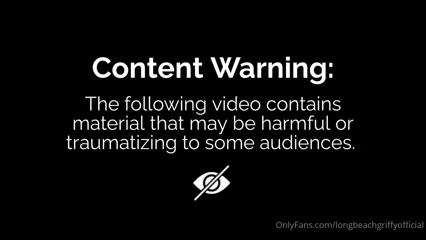 Content Warning:
The following video contains
material that may be harmful or
traumatizing to some audiences.
OnlyFans.com/longbeachgriffyofficial